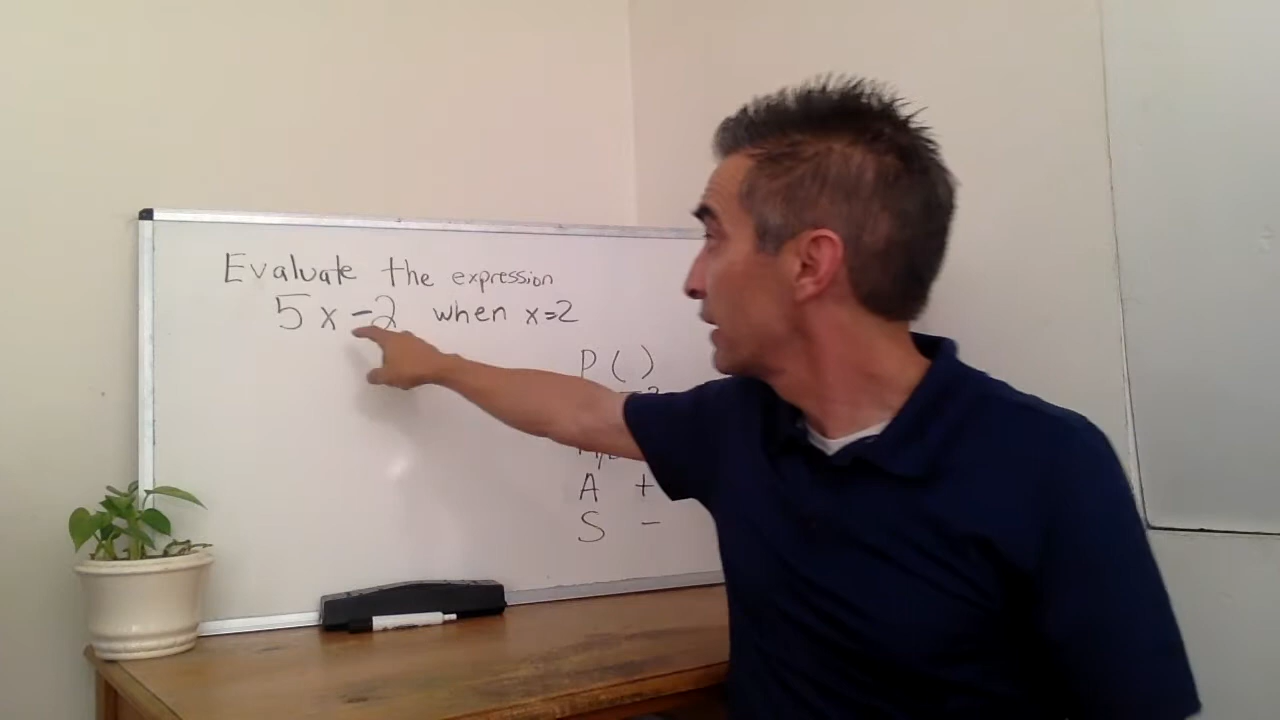 Evaluate the expression
5x-2 when x=2
P ( )
A +
S -